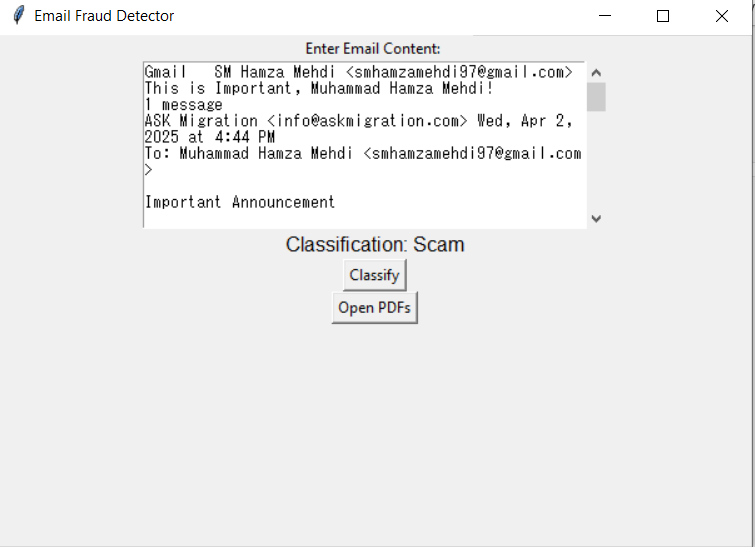 Email Fraud Detector
Enter Email Content:
Gmail   SM Hamza Mehdi <smhamzamehdi97@gmail.com>
This is Important, Muhammad Hamza Mehdi!
1 message
ASK Migration <info@askmigration.com> Wed, Apr 2,
2025 at 4:44 PM
To: Muhammad Hamza Mehdi <smhamzamehdi97@gmail.com
>
Important Announcement
Classification: Scam
Classify
Open PDFs